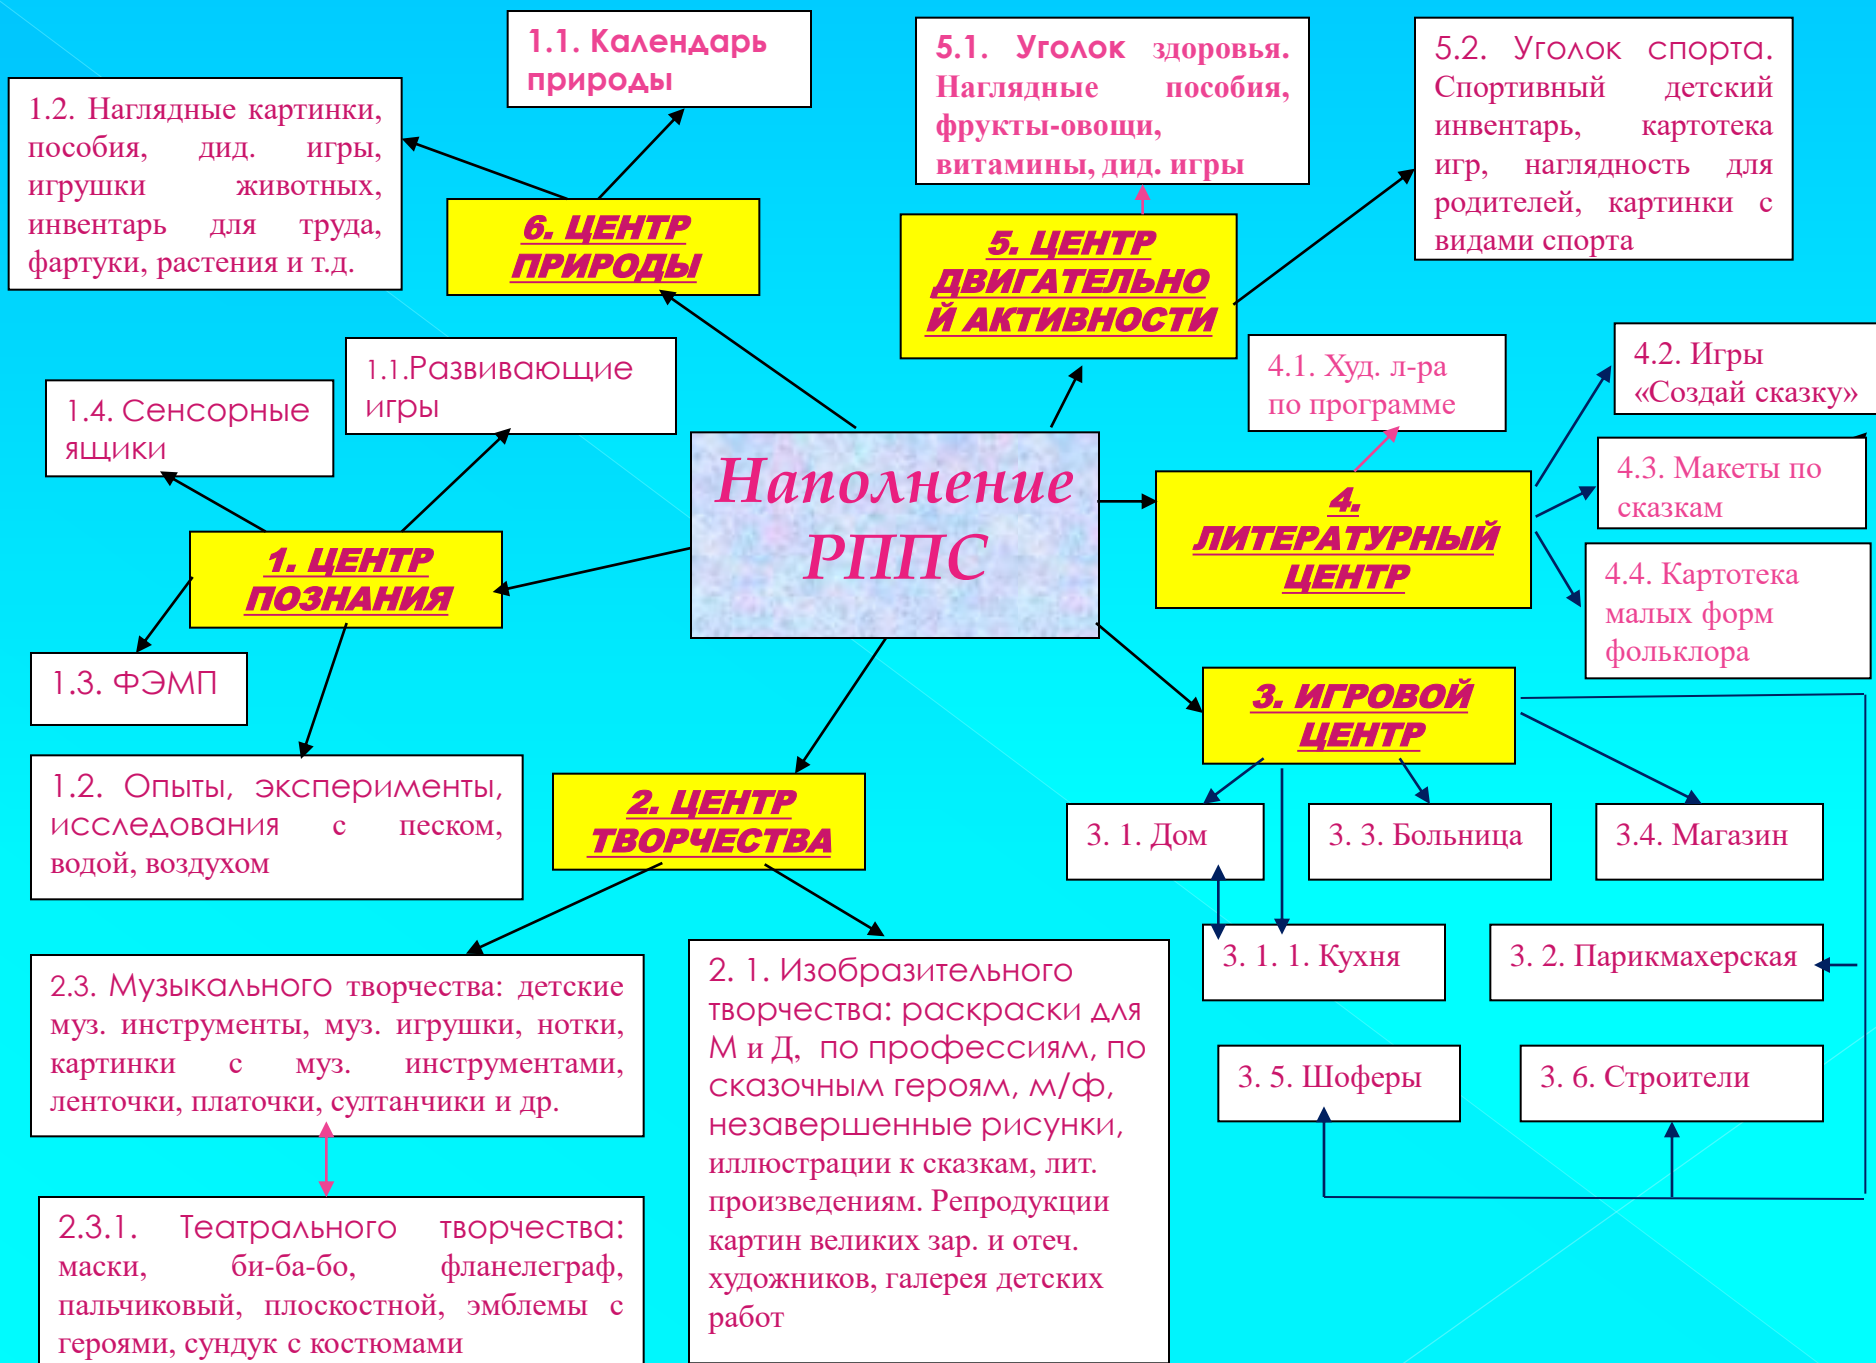 1.1. Календарь
природы
5.1. Уголок здоровья.
Наглядные пособия,
фрукты-овощи,
витамины, дид. игры
5.2. Уголок спорта.
Спортивный детский
инвентарь, картотека
игр, наглядность для
родителей, картинки с
видами спорта
1.2. Наглядные картинки,
пособия, дид. игры,
игрушки животных,
инвентарь для труда,
фартуки, растения и т.д.
6. ЦЕНТР
ПРИРОДЫ
5. ЦЕНТР
ДВИГАТЕЛЬНО
Й АКТИВНОСТИ
1.4. Сенсорные
ящики
1.1.Развивающие
игры
4.1. Худ. л-ра
по программе
4.2. Игры
«Создай сказку»
4.3. Макеты по
сказкам
4.4. Картотека
малых форм
фольклора
Наполнение
РППС
4.
ЛИТЕРАТУРНЫЙ
ЦЕНТР
1. ЦЕНТР
ПОЗНАНИЯ
1.3. ФЭМП
1.2. Опыты, эксперименты,
исследования с песком,
водой, воздухом
2. ЦЕНТР
ТВОРЧЕСТВА
3. ИГРОВОЙ
ЦЕНТР
3. 1. Дом
3. 3. Больница
3.4. Магазин
3. 1. 1. Кухня
3. 2. Парикмахерская
3. 5. Шоферы
3. 6. Строители
2.3. Музыкального творчества: детские
муз. инструменты, муз. игрушки, нотки,
картинки с муз. инструментами,
ленточки, платочки, султанчики и др.
2.3.1. Театрального творчества:
маски, би-ба-бо, фланелеграф,
пальчиковый, плоскостной, эмблемы с
героями, сундук с костюмами
2. 1. Изобразительного
творчества: раскраски для
М и Д, по профессиям, по
сказочным героям, м/ф,
незавершенные рисунки,
иллюстрации к сказкам, лит.
произведениям. Репродукции
картин великих зар. и отеч.
художников, галерея детских
работ